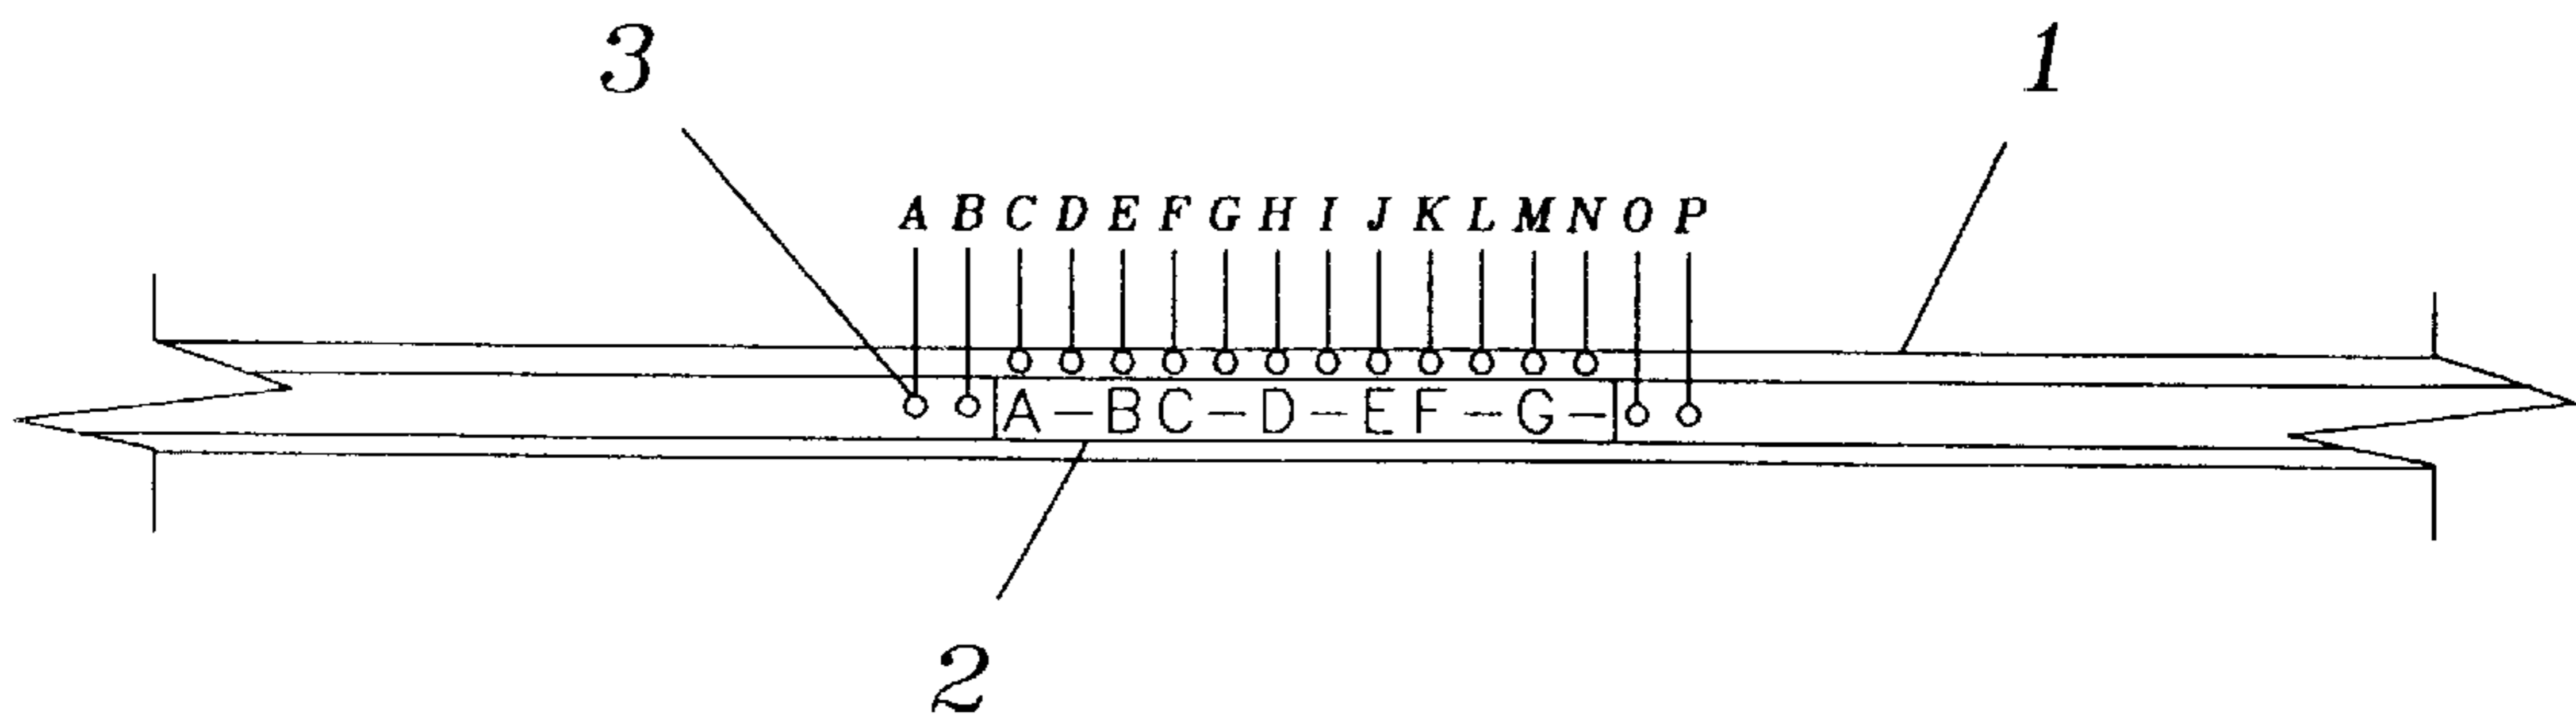 3 1
A B C D E F G H I J K L M N O P
A-BC-D-EF-G-
2